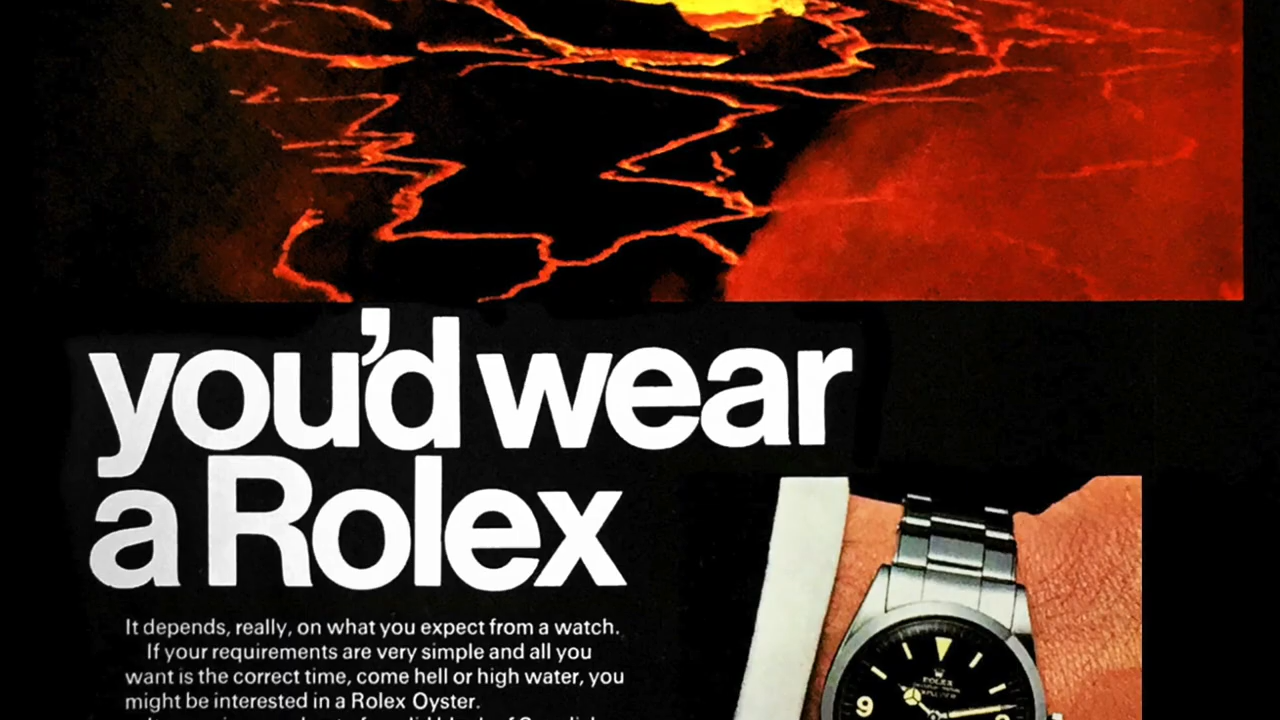 you'd wear
a Rolex
It depends, really, on what you expect from a watch.
If your requirements are very simple and all you
want is the correct time, come hell or high water, you
might be interested in a Rolex Oyster.
ROLEX
9